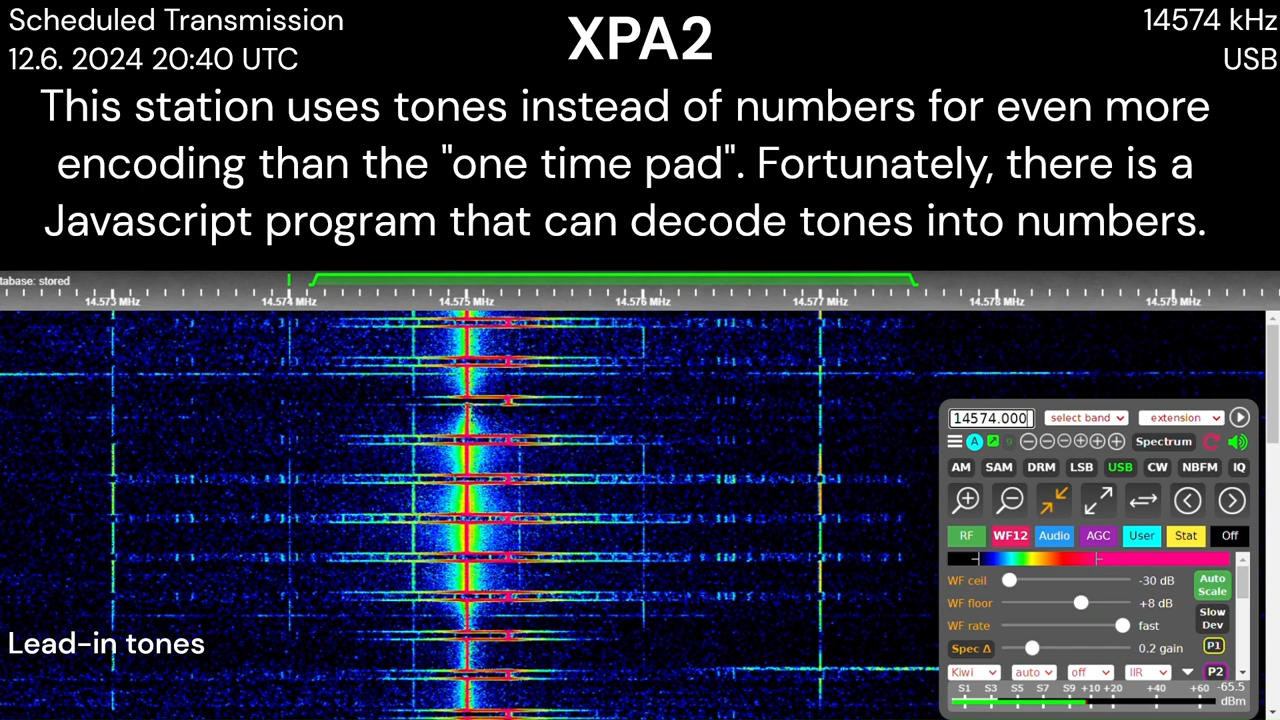 Scheduled Transmission
12.6. 2024 20:40 UTC
XPA2
14574 kHz
USB
This station uses tones instead of numbers for even more
encoding than the "one time pad". Fortunately, there is a
Javascript program that can decode tones into numbers.
tabase: stored
14.573 MHz 14.574 MHz 14.575 MHz 14.576 MHz 14.577 MHz 14.578 MHz 14.579 MHz
14574.000 select band extension
A 9 Spectrum
AM SAM DRM LSB USB CW NBFM IQ
RF WF12 Audio AGC User Stat Off
WF ceil -30 dB Auto Scale
WF floor +8 dB
WF rate fast Slow Dev
Spec Δ 0.2 gain P1
Kiwi auto off IIR P2
S1 S3 S5 S7 S9 +10 +20 +40 +60 -65.5
dBm
Lead-in tones